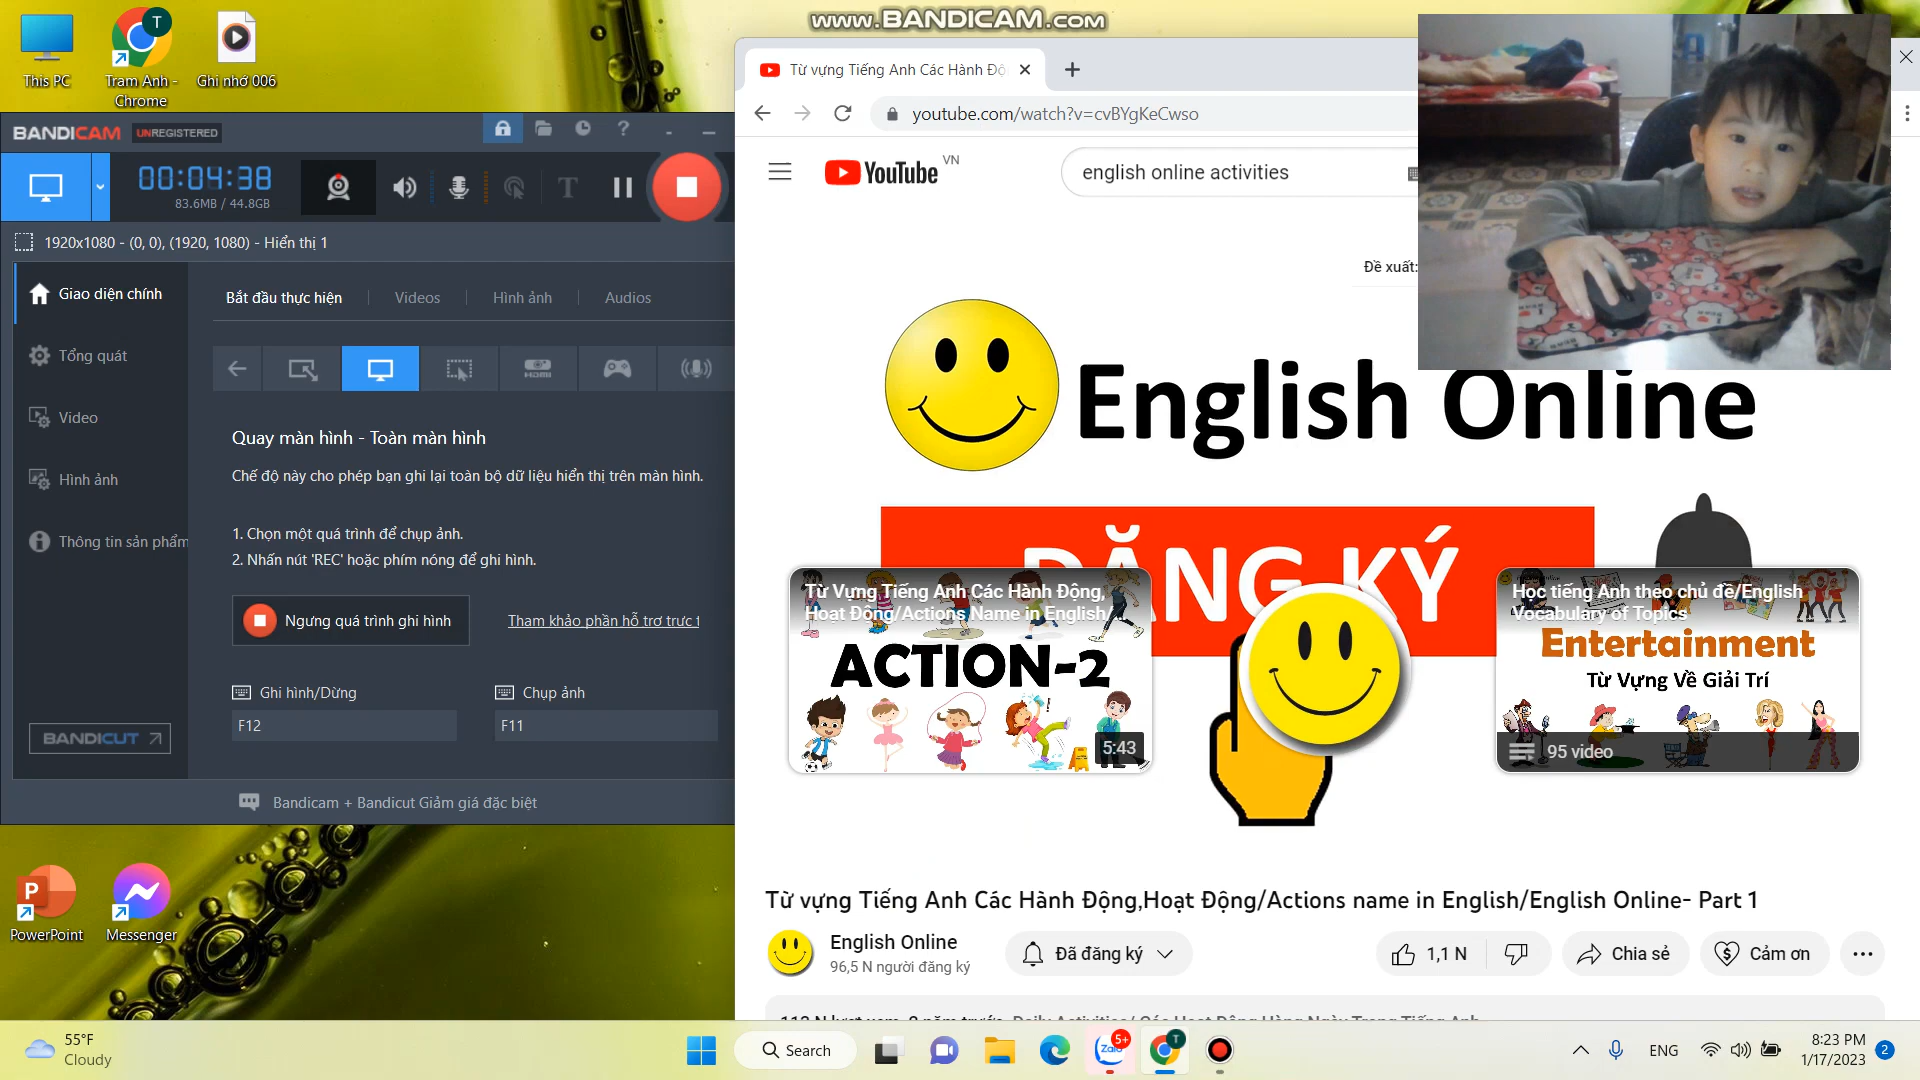 www.BANDICAM.com
This PC
Tram Anh - Chrome
Ghi nhớ 006
BANDICAM UNREGISTERED
00:04:38
83.6MB / 44.8GB
1920x1080 - (0, 0), (1920, 1080) - Hiển thị 1
Giao diện chính
Tổng quát
Video
Hình ảnh
Thông tin sản phẩm
BANDICUT
Bắt đầu thực hiện
Videos
Hình ảnh
Audios
HDMI
Quay màn hình - Toàn màn hình
Chế độ này cho phép bạn ghi lại toàn bộ dữ liệu hiển thị trên màn hình.
1. Chọn một quá trình để chụp ảnh.
2. Nhấn nút 'REC' hoặc phím nóng để ghi hình.
Ngưng quá trình ghi hình
Tham khảo phần hỗ trợ trực t
Ghi hình/Dừng
Chụp ảnh
F12
F11
Bandicam + Bandicut Giảm giá đặc biệt
PowerPoint
Messenger
Từ vựng Tiếng Anh Các Hành Độ
youtube.com/watch?v=cvBYgKeCwso
YouTube VN
english online activities
Đề xuất:
English Online
ĐĂNG KÝ
Từ Vựng Tiếng Anh Các Hành Động,
Hoạt Động/Actions Name in English/
ACTION-2
5:43
Học tiếng Anh theo chủ đề/English
Vocabulary of Topics
Entertainment
Từ Vựng Về Giải Trí
95 video
Từ vựng Tiếng Anh Các Hành Động,Hoạt Động/Actions name in English/English Online- Part 1
English Online
96,5 N người đăng ký
Đã đăng ký
1,1 N
Chia sẻ
Cảm ơn
55°F
Cloudy
Search
Zalo
5+
ENG
8:23 PM
1/17/2023
2